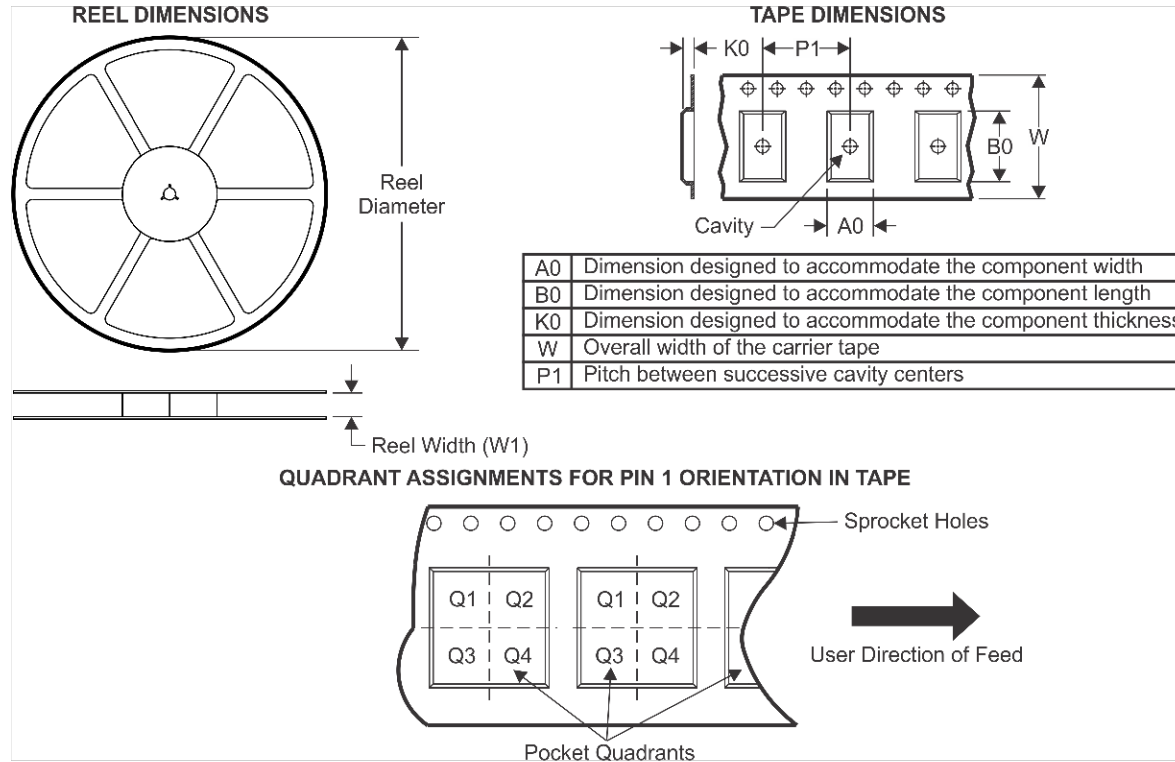 REEL DIMENSIONS
Reel
Diameter
Reel Width (W1)
TAPE DIMENSIONS
K0
P1
B0
W
Cavity
A0
A0 Dimension designed to accommodate the component width
B0 Dimension designed to accommodate the component length
K0 Dimension designed to accommodate the component thickness
W Overall width of the carrier tape
P1 Pitch between successive cavity centers
QUADRANT ASSIGNMENTS FOR PIN 1 ORIENTATION IN TAPE
Sprocket Holes
Q1 Q2 Q1 Q2
Q3 Q4 Q3 Q4
User Direction of Feed
Pocket Quadrants